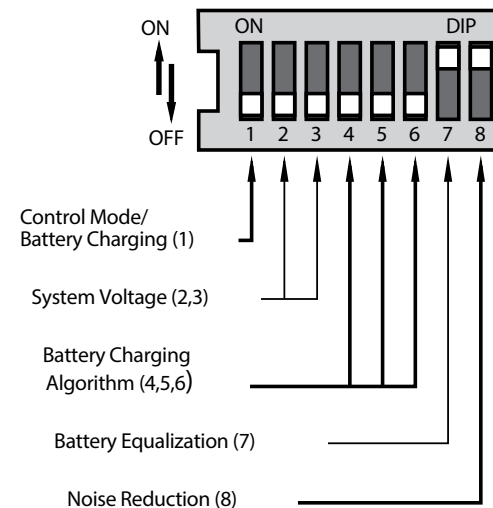 ON
ON DIP
OFF
1 2 3 4 5 6 7 8
Control Mode/
Battery Charging (1)
System Voltage (2,3)
Battery Charging
Algorithm (4,5,6)
Battery Equalization (7)
Noise Reduction (8)